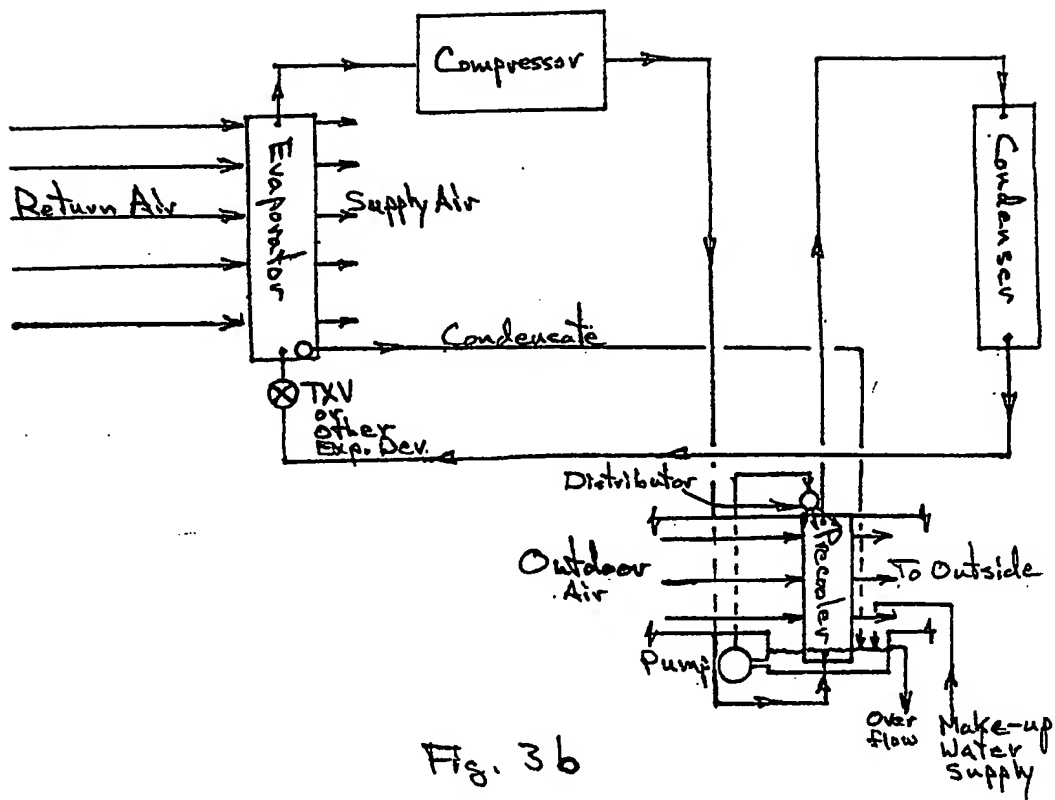 Compressor
Evaporator
Condenser
Return Air
Supply Air
Condensate
TXV
or
Other
Exp. Dev.
Distributor
Precooler
Outdoor
Air
To Outside
Pump
Over
flow
Make-up
Water
Supply
Fig. 3b